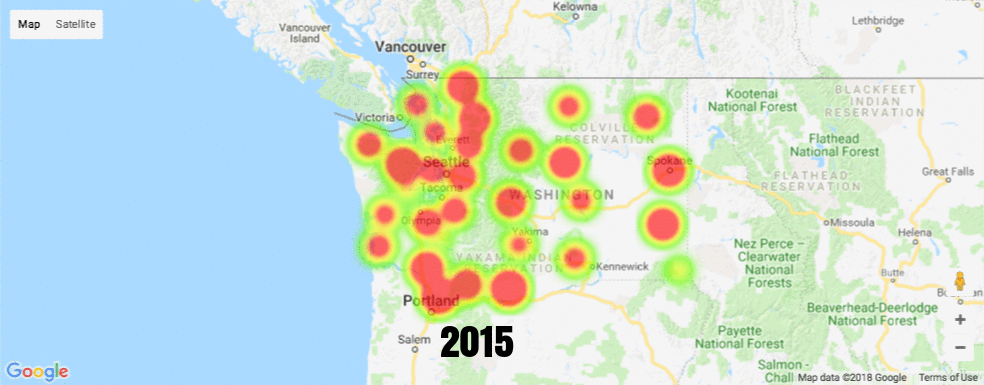 Map Satellite
Kelowna
Lethbridge
Vancouver
Island
Vancouver
Surrey
Victoria
Kootenai
National Forest
BLACKFEET
INDIAN
RESERVATION
COLVILLE
RESERVATION
Everett
Flathead
National Forest
Seattle
Spokane
FLATHEAD
RESERVATION
Great Falls
Tacoma
WASHINGTON
Olympia
Missoula
Yakima
Helena
YAKAMA INDIAN
RESERVATION
Kennewick
Nez Perce –
Clearwater
National
Forests
Butte
Portland
Beaverhead-Deerlodge
National Forest
Salem
2015
Payette
National Forest
Salmon -
Challi
Google
Map data ©2018 Google Terms of Use